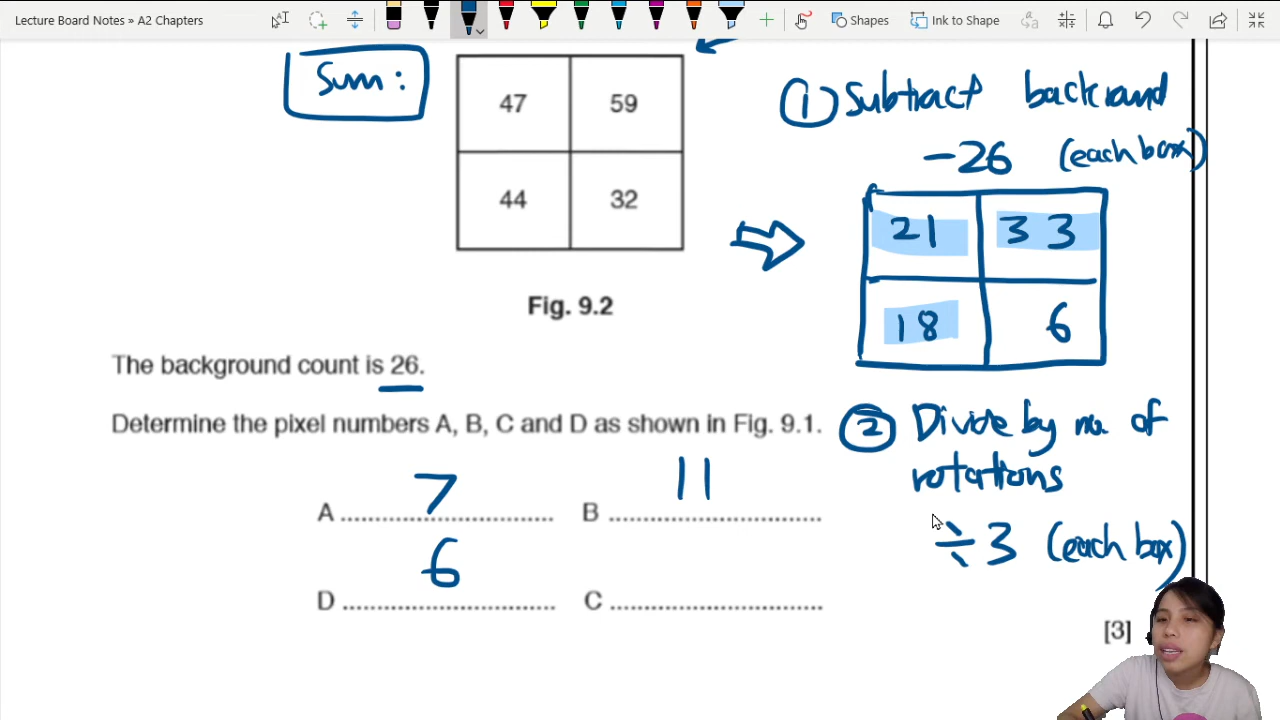 Lecture Board Notes » A2 Chapters
Shapes
Ink to Shape
Sum:
47 59
44 32
Fig. 9.2
The background count is 26.
Determine the pixel numbers A, B, C and D as shown in Fig. 9.1.
A 7 B 11
D 6 C
[3]
① Subtract
-26 (each box)
21 33
18 6
② Divide by no. of
rotations
÷3 (each box)